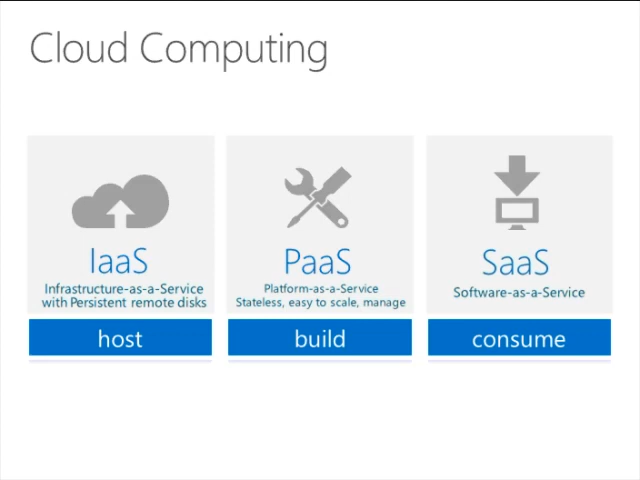 Cloud Computing
IaaS
Infrastructure-as-a-Service
with Persistent remote disks
host
PaaS
Platform-as-a-Service
Stateless, easy to scale, manage
build
SaaS
Software-as-a-Service
consume